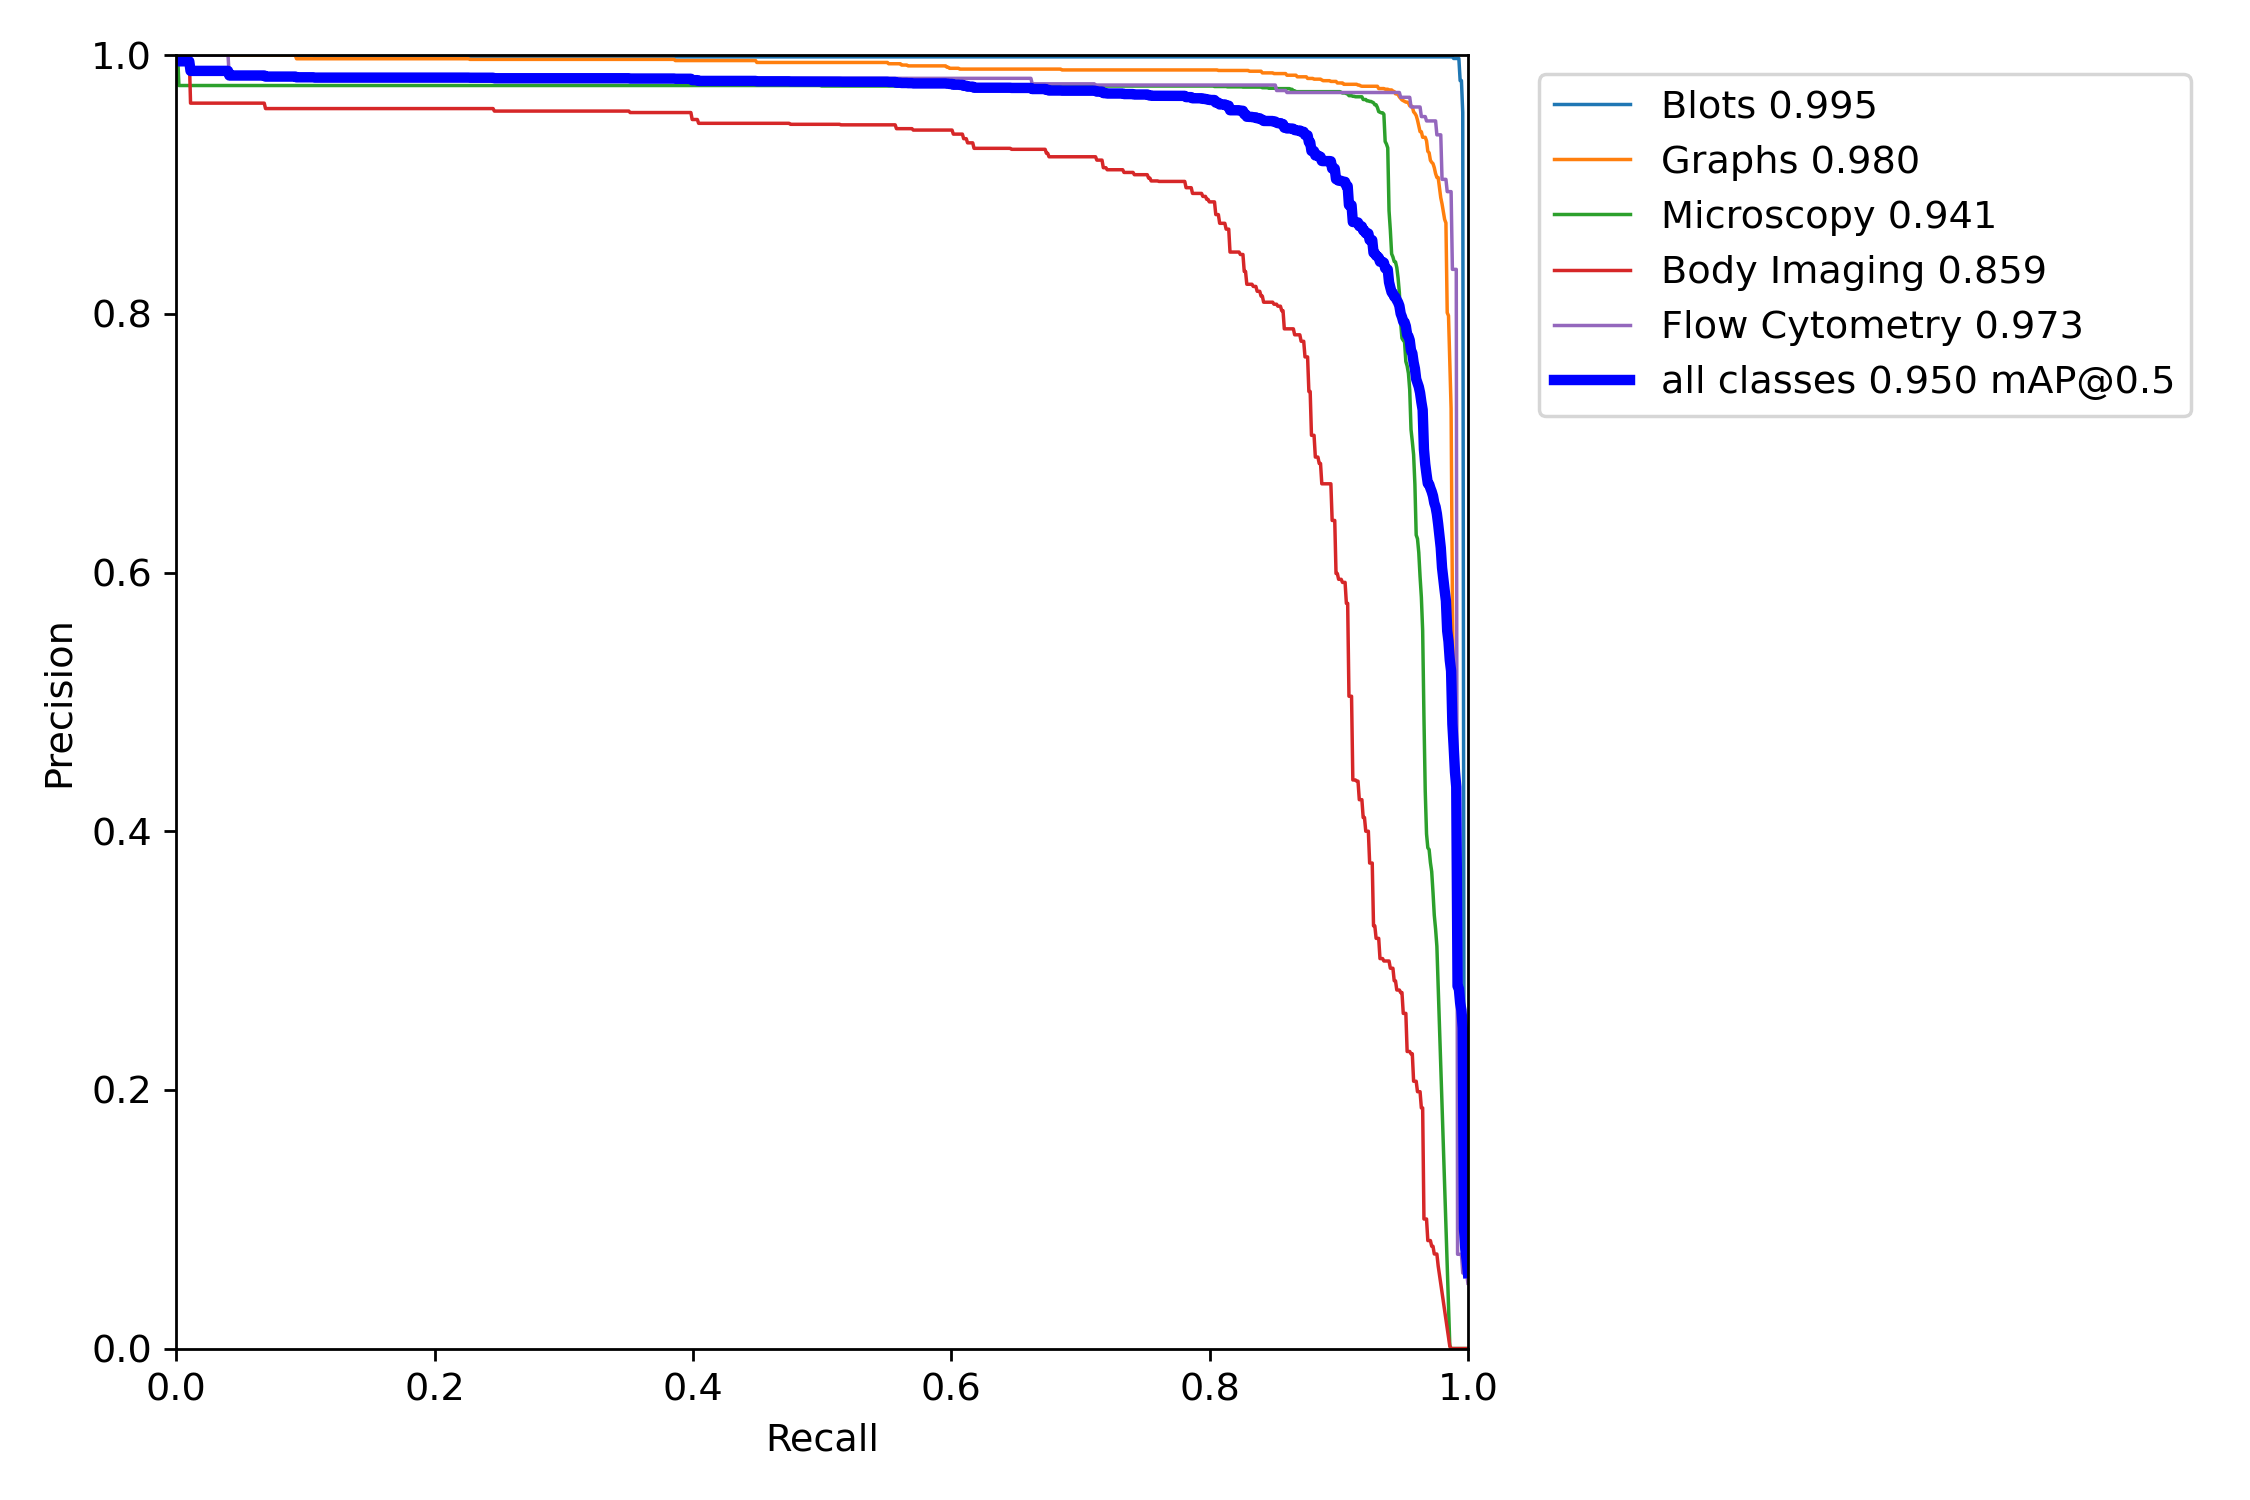 1.0
0.8
0.6
0.4
0.2
0.0
Precision
0.0 0.2 0.4 0.6 0.8 1.0
Recall
Blots 0.995
Graphs 0.980
Microscopy 0.941
Body Imaging 0.859
Flow Cytometry 0.973
all classes 0.950 mAP@0.5